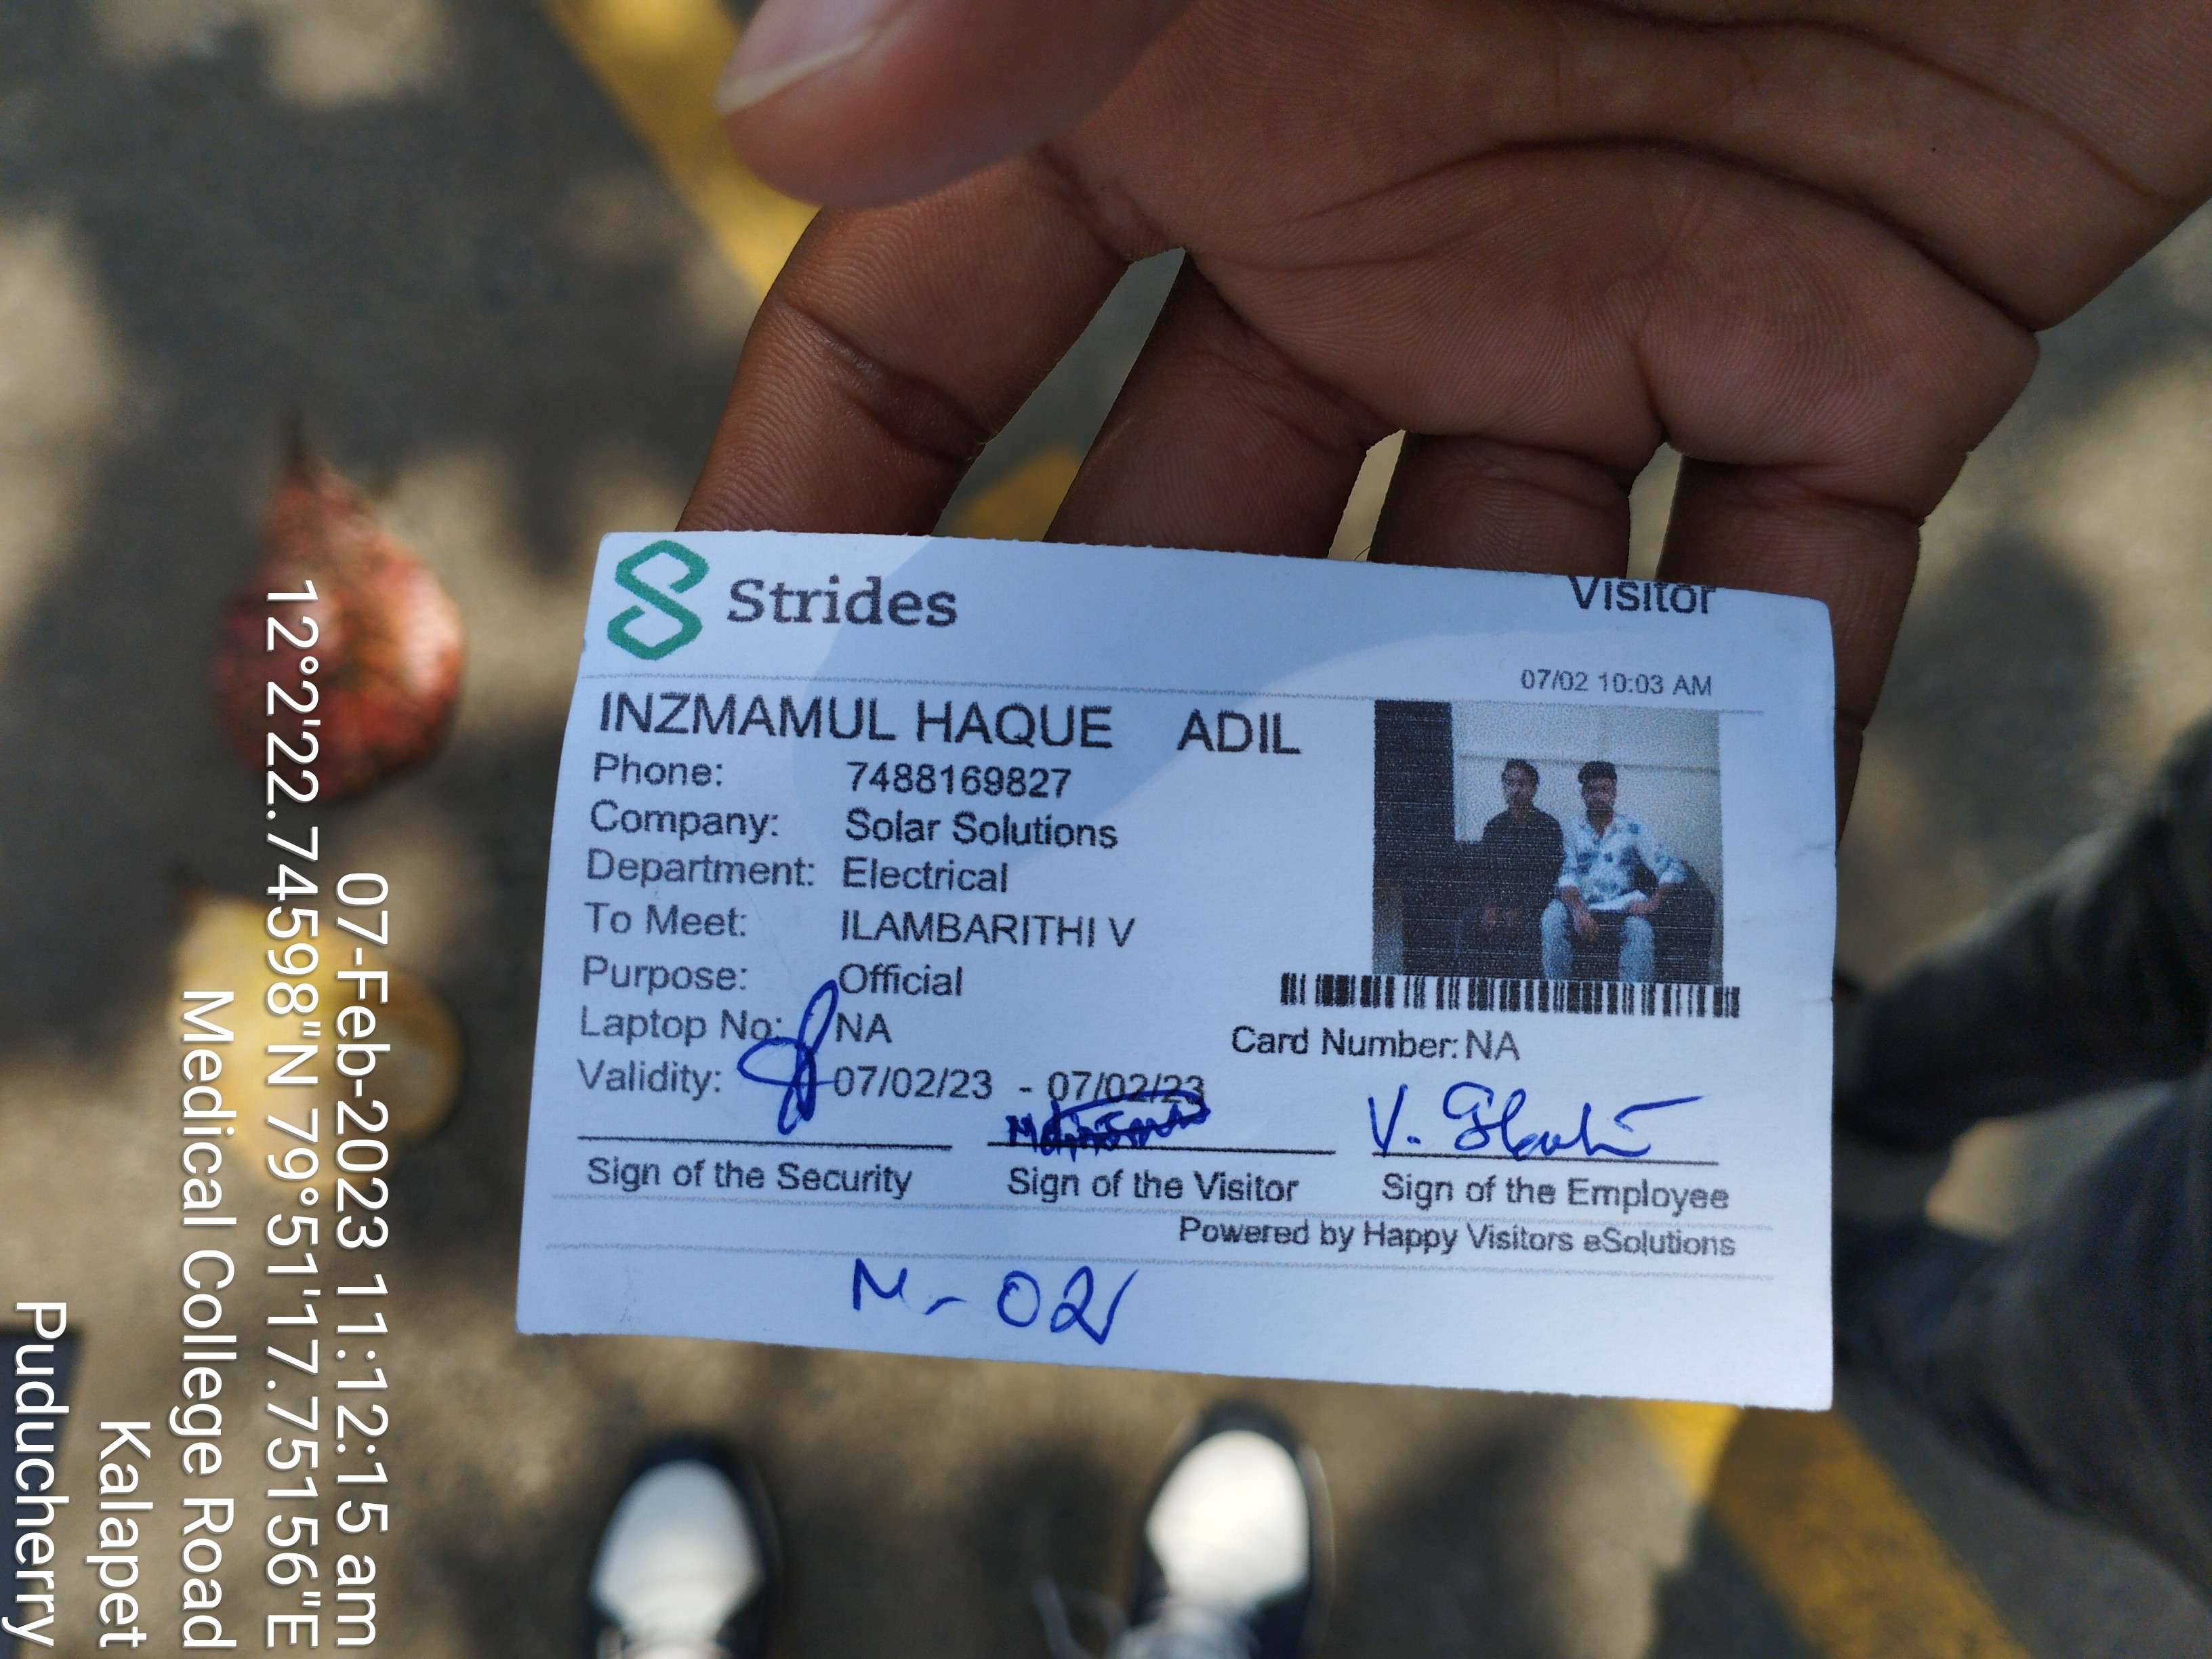 Strides
Visitor
07/02 10:03 AM
INZMAMUL HAQUE ADIL
Phone: 7488169827
Company: Solar Solutions
Department: Electrical
To Meet: ILAMBARITHI V
Purpose: Official
Laptop No: NA
Card Number: NA
Validity: 07/02/23 - 07/02/23
Sign of the Security
Sign of the Visitor
Sign of the Employee
Powered by Happy Visitors eSolutions
M-02
07-Feb-2023 11:12:15 am
12°2'22.74598"N 79°51'17.75156"E
Medical College Road
Kalapet
Puducherry